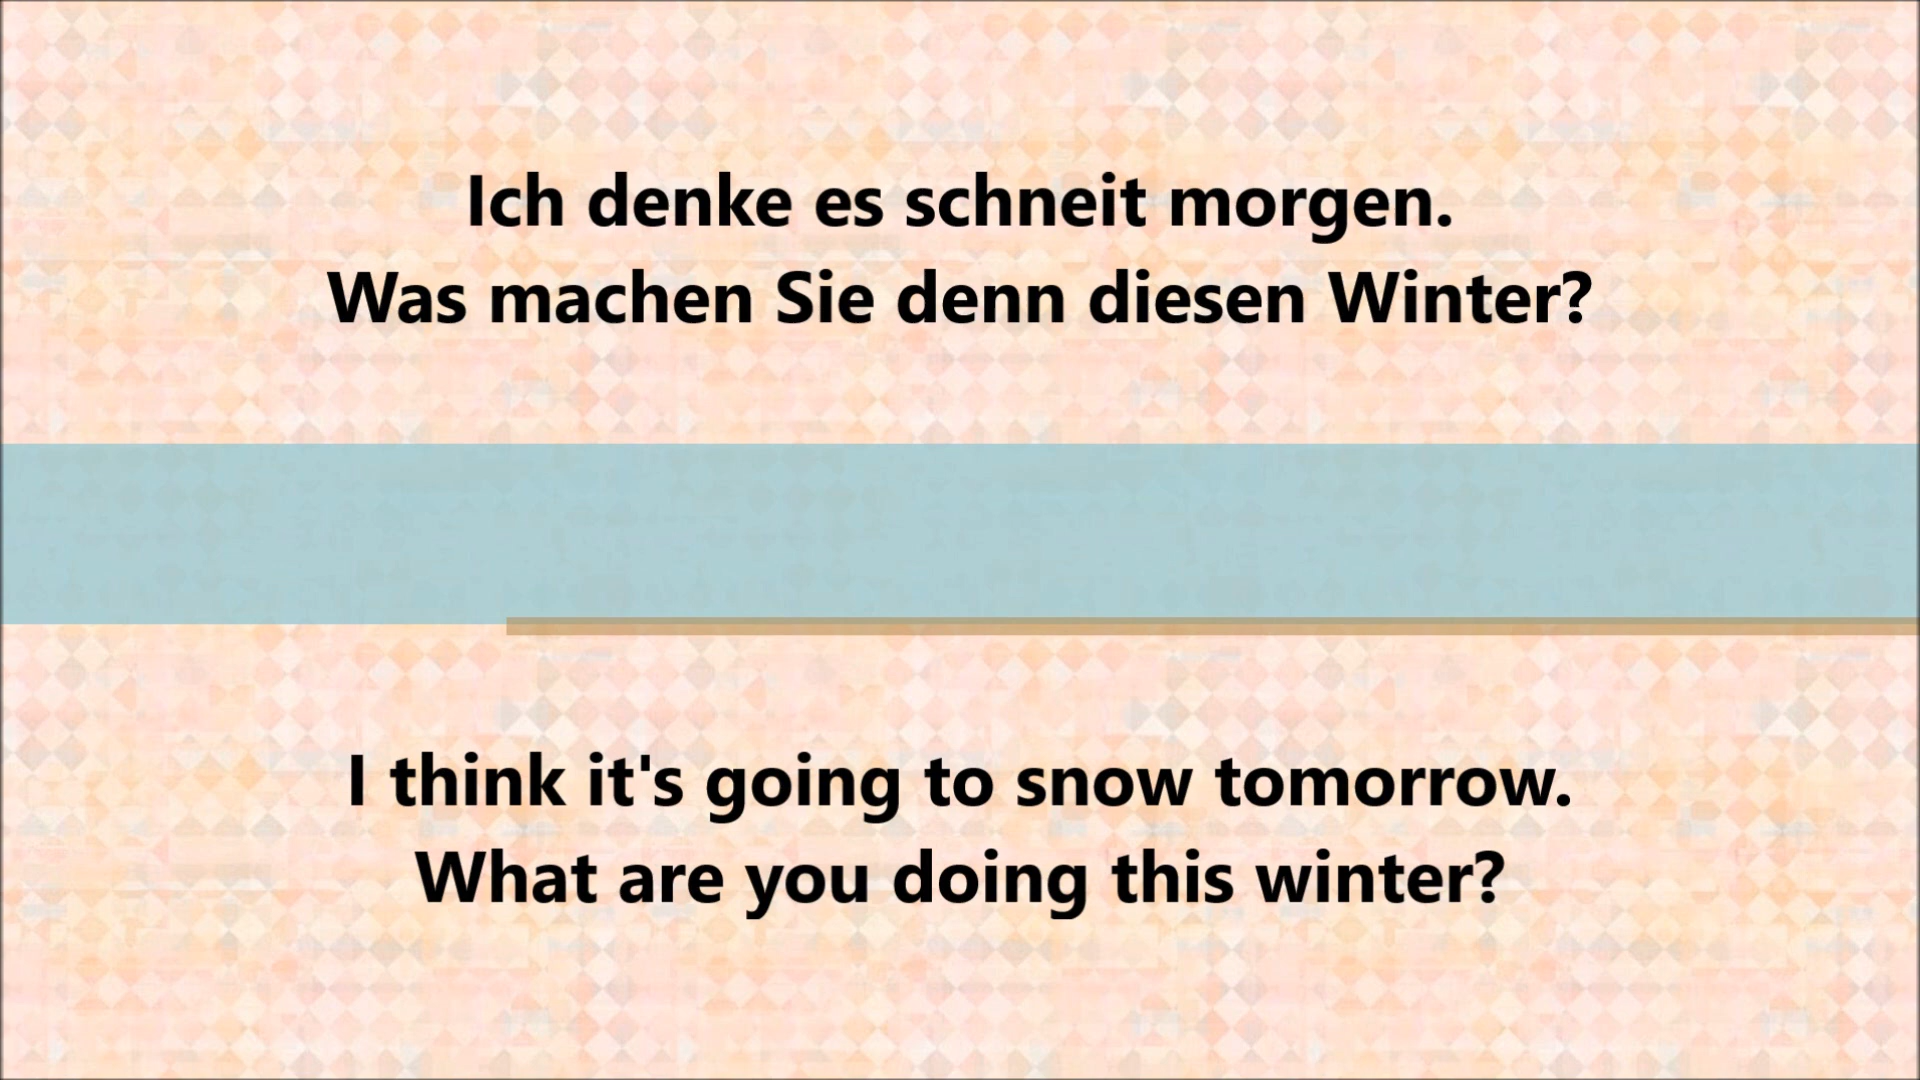 Ich denke es schneit morgen.
Was machen Sie denn diesen Winter?
I think it's going to snow tomorrow.
What are you doing this winter?